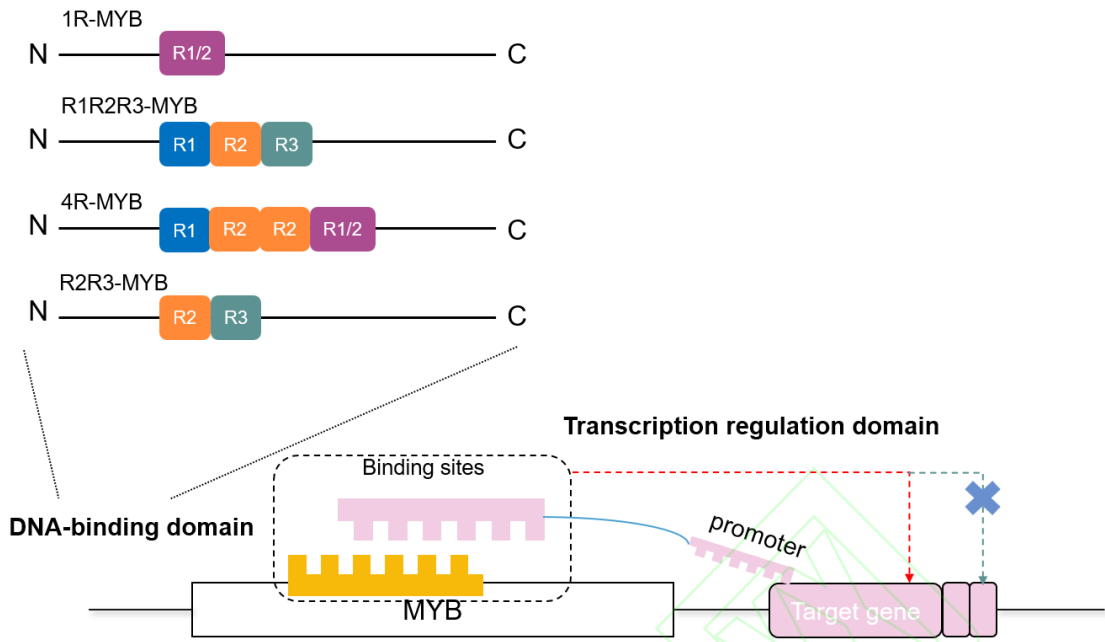 1R-MYB
N R1/2 C
R1R2R3-MYB
N R1 R2 R3 C
4R-MYB
N R1 R2 R2 R1/2 C
R2R3-MYB
N R2 R3 C
Transcription regulation domain
Binding sites
DNA-binding domain
promoter
MYB
Target gene